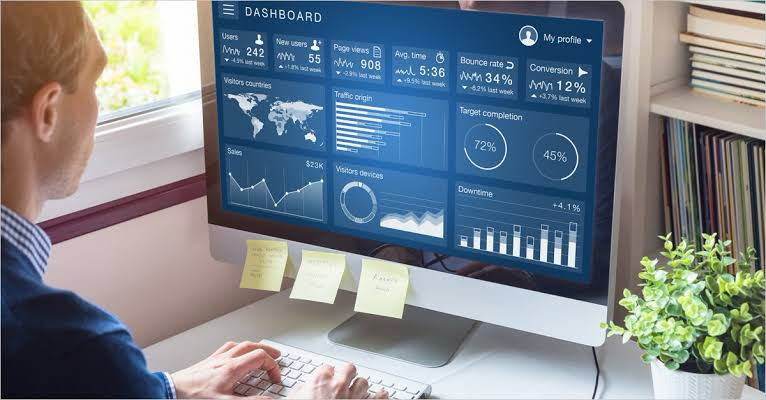 DASHBOARD
My profile
Users
242
-4.5% last week
New users
55
+1.8% last week
Page views
908
-2.9% last week
Avg. time
5:36
+9.5% last week
Bounce rate
34%
-6.2% last week
Conversion
12%
+3.7% last week
Visitors countries
Traffic origin
Target completion
72%
45%
Sales
$23K
Visitors devices
Downtime
+4.1%